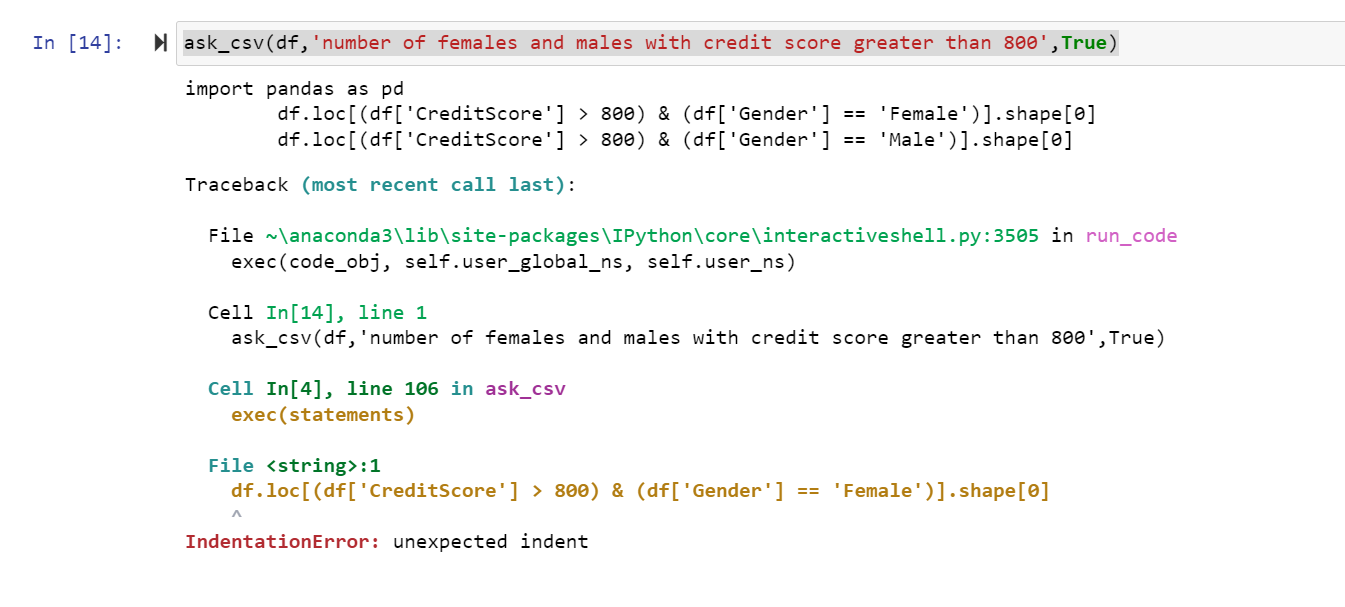 In [14]: ask_csv(df,'number of females and males with credit score greater than 800',True)
import pandas as pd
        df.loc[(df['CreditScore'] > 800) & (df['Gender'] == 'Female')].shape[0]
        df.loc[(df['CreditScore'] > 800) & (df['Gender'] == 'Male')].shape[0]
Traceback (most recent call last):
  File ~\anaconda3\lib\site-packages\IPython\core\interactiveshell.py:3505 in run_code
    exec(code_obj, self.user_global_ns, self.user_ns)
  Cell In[14], line 1
    ask_csv(df,'number of females and males with credit score greater than 800',True)
  Cell In[4], line 106 in ask_csv
    exec(statements)
  File <string>:1
    df.loc[(df['CreditScore'] > 800) & (df['Gender'] == 'Female')].shape[0]
    ^
IndentationError: unexpected indent